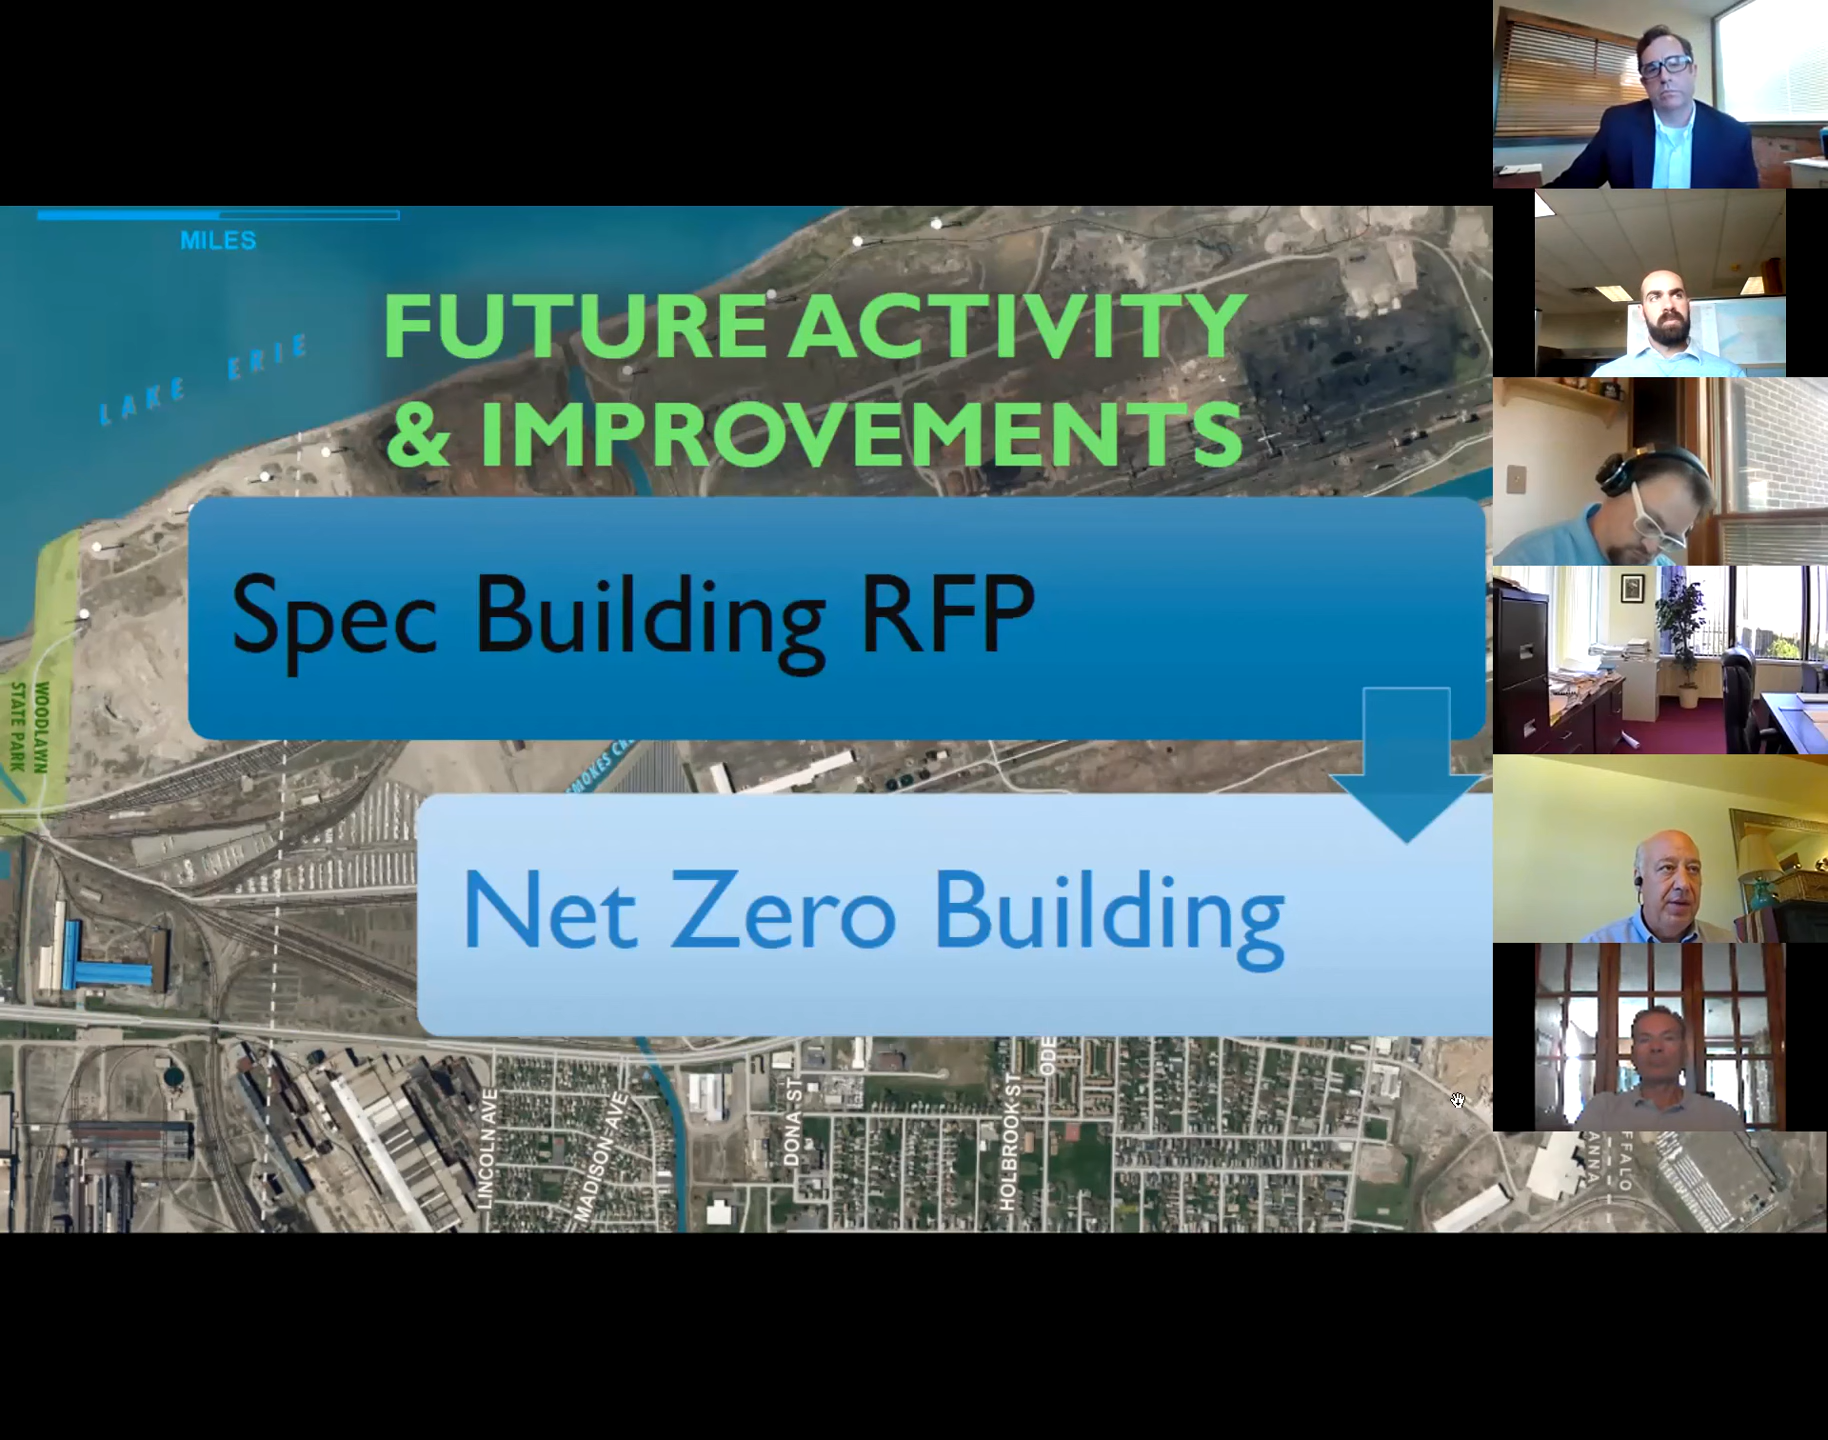 MILES
LAKE ERIE
FUTURE ACTIVITY
& IMPROVEMENTS
Spec Building RFP
WOODLAWN
STATE PARK
SMOKES
Net Zero Building
LINCOLN AVE
MADISON AVE
DONA ST
HOLBROOK ST